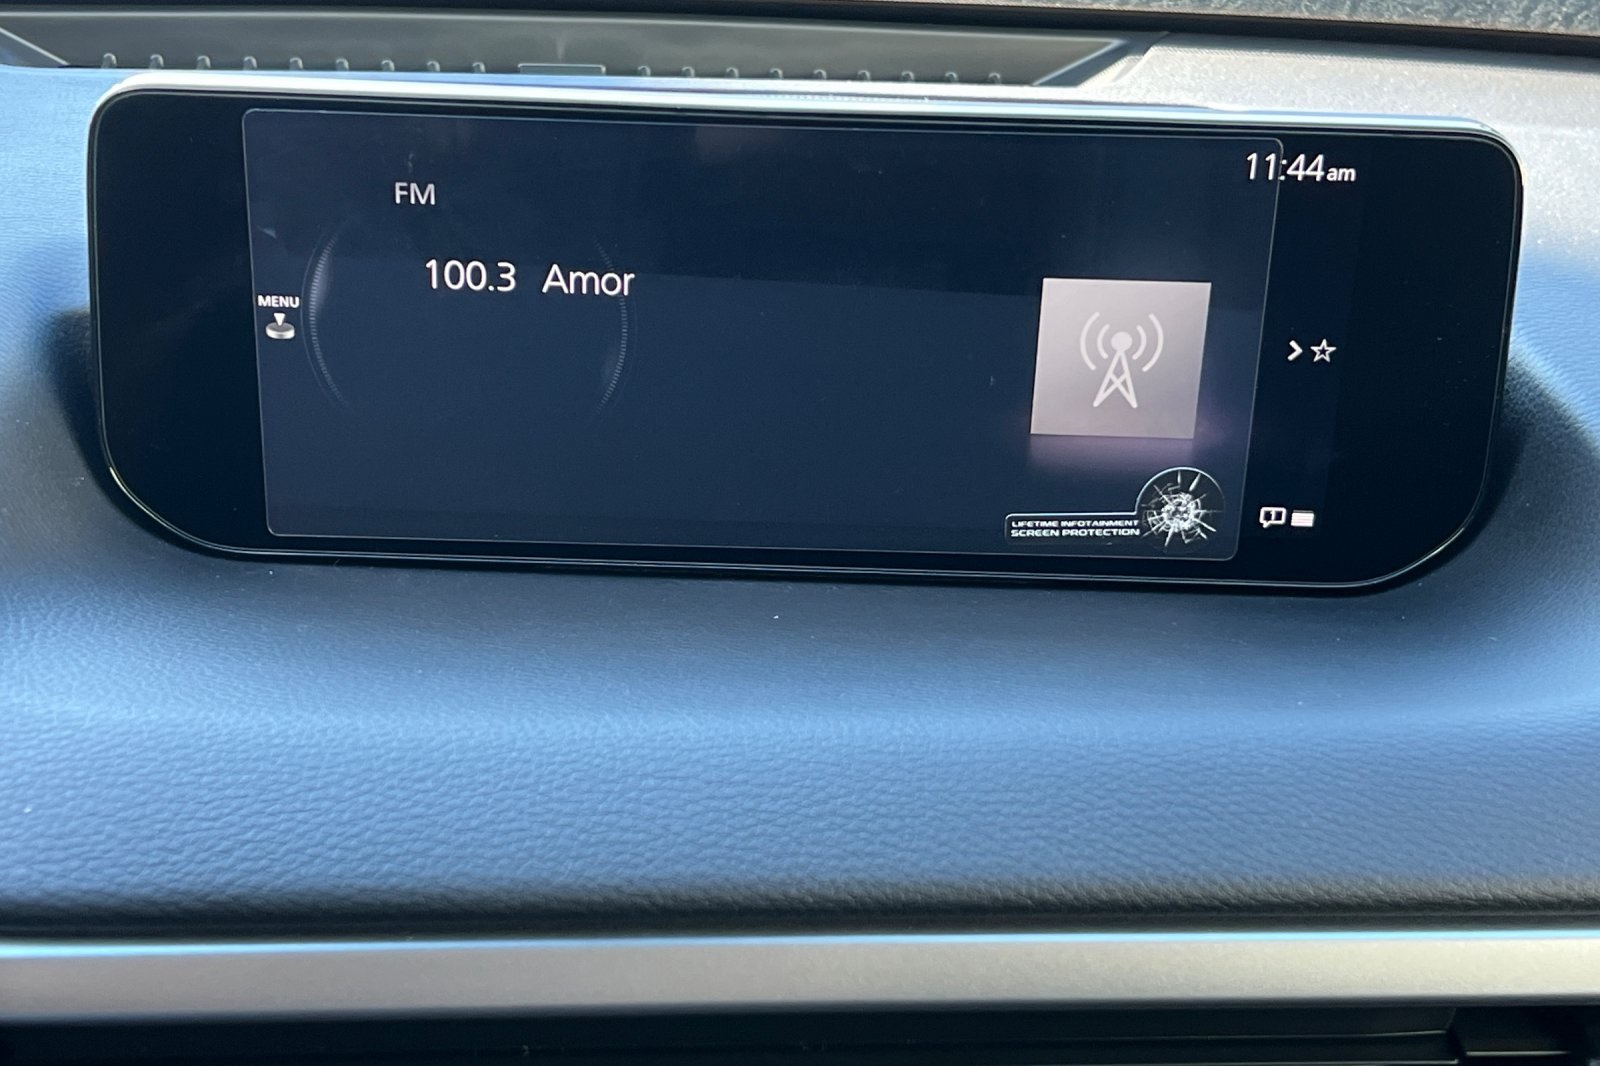 11:44am
FM
100.3 Amor
MENU
LIFETIME INFOTAINMENT
SCREEN PROTECTION